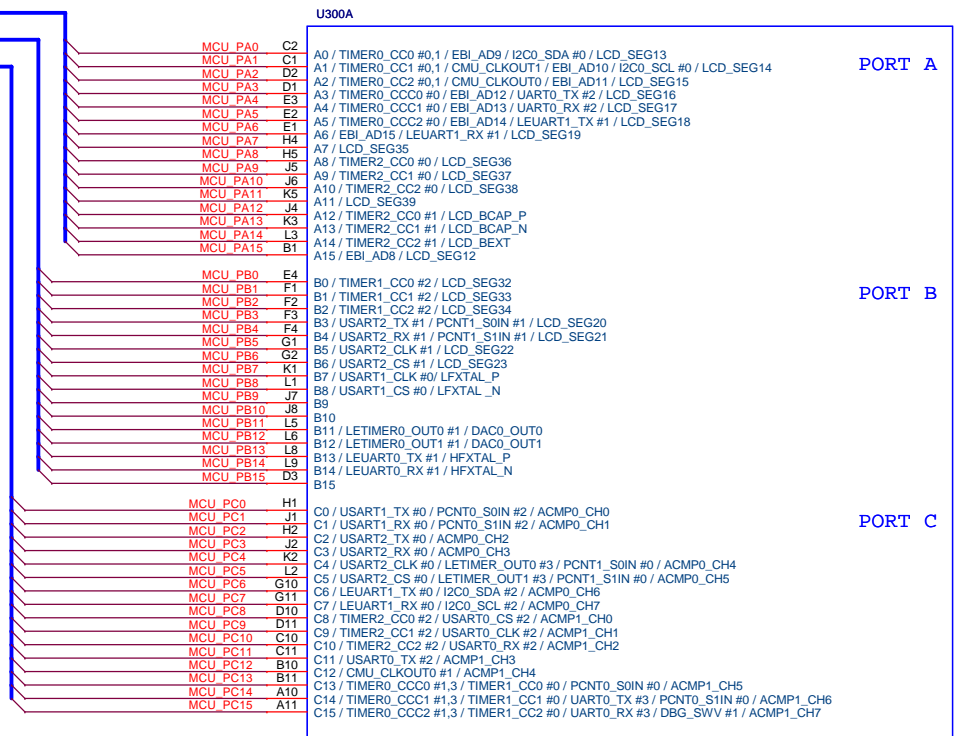 U300A
PORT A
MCU_PA0 C2 A0 / TIMER0_CC0 #0,1 / EBI_AD9 / I2C0_SDA #0 / LCD_SEG13
MCU_PA1 C1 A1 / TIMER0_CC1 #0,1 / CMU_CLKOUT1 / EBI_AD10 / I2C0_SCL #0 / LCD_SEG14
MCU_PA2 D2 A2 / TIMER0_CC2 #0,1 / CMU_CLKOUT0 / EBI_AD11 / LCD_SEG15
MCU_PA3 D1 A3 / TIMER0_CCC0 #0 / EBI_AD12 / UART0_TX #2 / LCD_SEG16
MCU_PA4 E3 A4 / TIMER0_CCC1 #0 / EBI_AD13 / UART0_RX #2 / LCD_SEG17
MCU_PA5 E2 A5 / TIMER0_CCC2 #0 / EBI_AD14 / LEUART1_TX #1 / LCD_SEG18
MCU_PA6 E1 A6 / EBI_AD15 / LEUART1_RX #1 / LCD_SEG19
MCU_PA7 H4 A7 / LCD_SEG35
MCU_PA8 H5 A8 / TIMER2_CC0 #0 / LCD_SEG36
MCU_PA9 J5 A9 / TIMER2_CC1 #0 / LCD_SEG37
MCU_PA10 J6 A10 / TIMER2_CC2 #0 / LCD_SEG38
MCU_PA11 K5 A11 / LCD_SEG39
MCU_PA12 J4 A12 / TIMER2_CC0 #1 / LCD_BCAP_P
MCU_PA13 K3 A13 / TIMER2_CC1 #1 / LCD_BCAP_N
MCU_PA14 L3 A14 / TIMER2_CC2 #1 / LCD_BEXT
MCU_PA15 B1 A15 / EBI_AD8 / LCD_SEG12
PORT B
MCU_PB0 E4 B0 / TIMER1_CC0 #2 / LCD_SEG32
MCU_PB1 F1 B1 / TIMER1_CC1 #2 / LCD_SEG33
MCU_PB2 F2 B2 / TIMER1_CC2 #2 / LCD_SEG34
MCU_PB3 F3 B3 / USART2_TX #1 / PCNT1_S0IN #1 / LCD_SEG20
MCU_PB4 F4 B4 / USART2_RX #1 / PCNT1_S1IN #1 / LCD_SEG21
MCU_PB5 G1 B5 / USART2_CLK #1 / LCD_SEG22
MCU_PB6 G2 B6 / USART2_CS #1 / LCD_SEG23
MCU_PB7 K1 B7 / USART1_CLK #0/ LFXTAL_P
MCU_PB8 L1 B8 / USART1_CS #0 / LFXTAL _N
MCU_PB9 J7 B9
MCU_PB10 J8 B10
MCU_PB11 L5 B11 / LETIMER0_OUT0 #1 / DAC0_OUT0
MCU_PB12 L6 B12 / LETIMER0_OUT1 #1 / DAC0_OUT1
MCU_PB13 L8 B13 / LEUART0_TX #1 / HFXTAL_P
MCU_PB14 L9 B14 / LEUART0_RX #1 / HFXTAL_N
MCU_PB15 D3 B15
PORT C
MCU_PC0 H1 C0 / USART1_TX #0 / PCNT0_S0IN #2 / ACMP0_CH0
MCU_PC1 J1 C1 / USART1_RX #0 / PCNT0_S1IN #2 / ACMP0_CH1
MCU_PC2 H2 C2 / USART2_TX #0 / ACMP0_CH2
MCU_PC3 J2 C3 / USART2_RX #0 / ACMP0_CH3
MCU_PC4 K2 C4 / USART2_CLK #0 / LETIMER_OUT0 #3 / PCNT1_S0IN #0 / ACMP0_CH4
MCU_PC5 L2 C5 / USART2_CS #0 / LETIMER_OUT1 #3 / PCNT1_S1IN #0 / ACMP0_CH5
MCU_PC6 G10 C6 / LEUART1_TX #0 / I2C0_SDA #2 / ACMP0_CH6
MCU_PC7 G11 C7 / LEUART1_RX #0 / I2C0_SCL #2 / ACMP0_CH7
MCU_PC8 D10 C8 / TIMER2_CC0 #2 / USART0_CS #2 / ACMP1_CH0
MCU_PC9 D11 C9 / TIMER2_CC1 #2 / USART0_CLK #2 / ACMP1_CH1
MCU_PC10 C10 C10 / TIMER2_CC2 #2 / USART0_RX #2 / ACMP1_CH2
MCU_PC11 C11 C11 / USART0_TX #2 / ACMP1_CH3
MCU_PC12 B10 C12 / CMU_CLKOUT0 #1 / ACMP1_CH4
MCU_PC13 B11 C13 / TIMER0_CCC0 #1,3 / TIMER1_CC0 #0 / PCNT0_S0IN #0 / ACMP1_CH5
MCU_PC14 A10 C14 / TIMER0_CCC1 #1,3 / TIMER1_CC1 #0 / UART0_TX #3 / PCNT0_S1IN #0 / ACMP1_CH6
MCU_PC15 A11 C15 / TIMER0_CCC2 #1,3 / TIMER1_CC2 #0 / UART0_RX #3 / DBG_SWV #1 / ACMP1_CH7